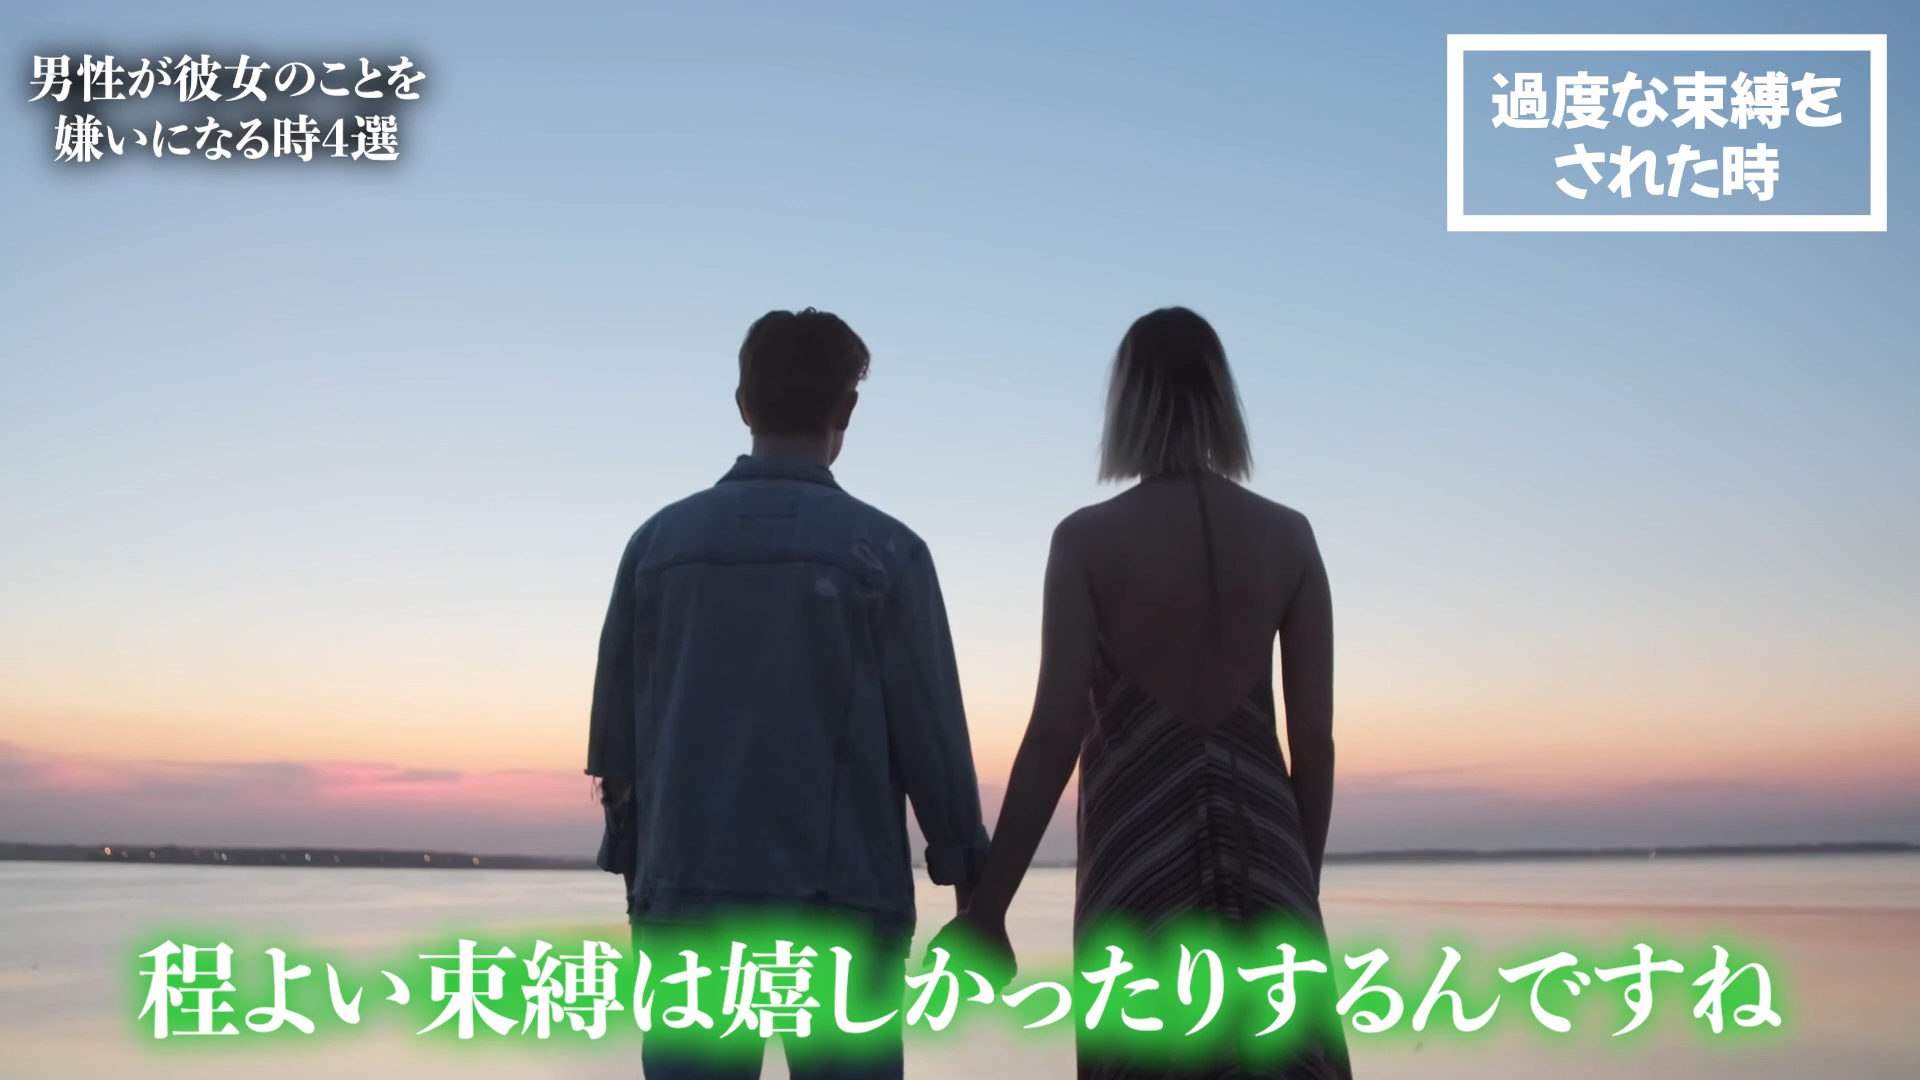 男性が彼女のことを
嫌いになる時4選
過度な束縛を
された時
程よい束縛は嬉しかったりするんですね